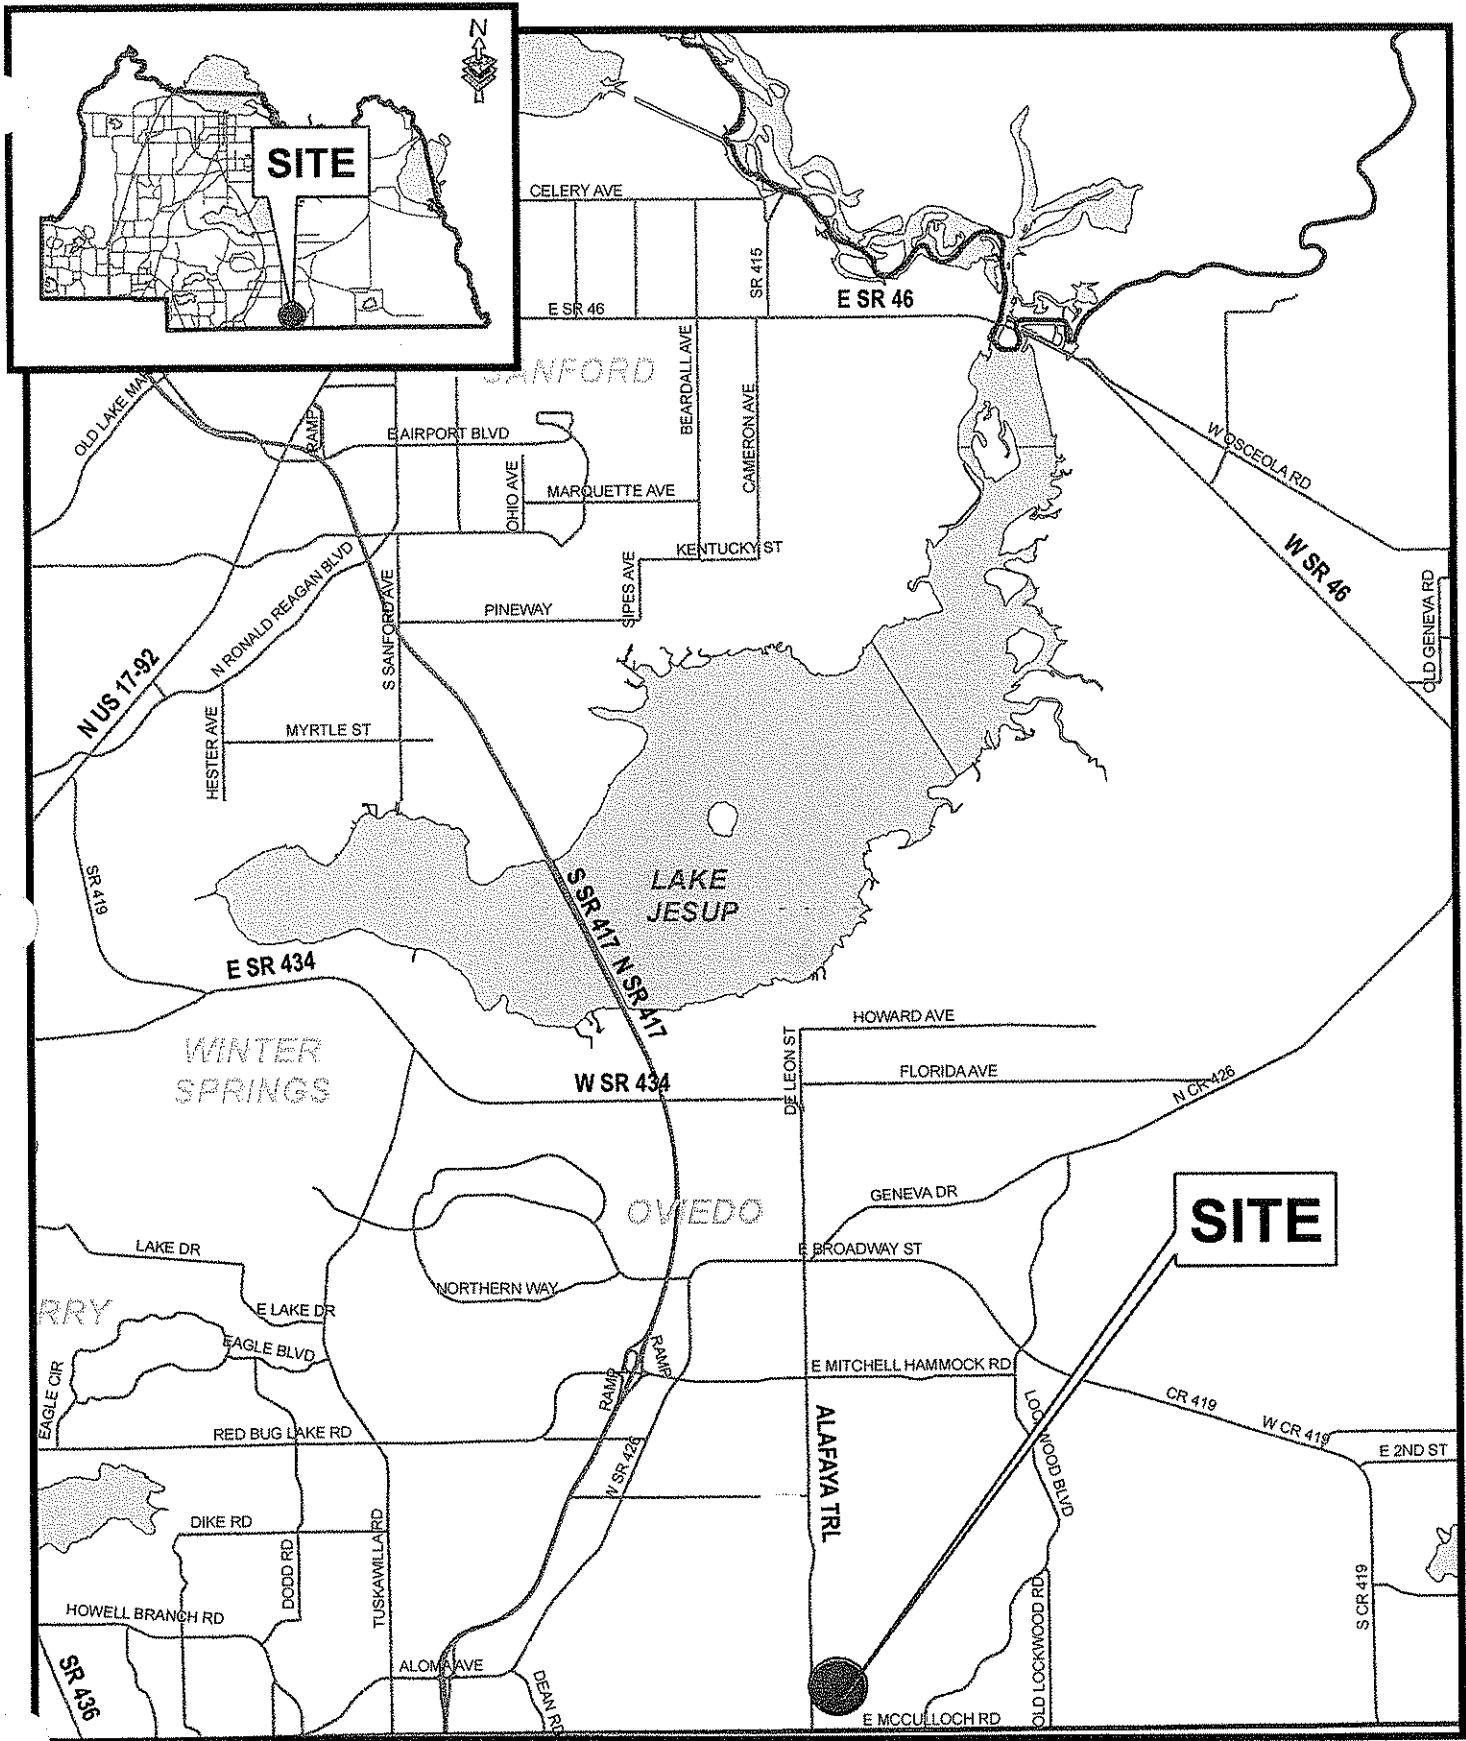 N
SITE
CELERY AVE
SR 415
E SR 46
E SR 46
SANFORD
OLD LAKE MA
RAMP
E AIRPORT BLVD
BEARDALL AVE
CAMERON AVE
W OSCEOLA RD
OHIO AVE
MARQUETTE AVE
KENTUCKY ST
SIPES AVE
W SR 46
OLD GENEVA RD
N RONALD REAGAN BLVD
S SANFORD AVE
PINEWAY
N US 17-92
HESTER AVE
MYRTLE ST
SR 419
LAKE
JESUP
S SR 417
N SR 417
E SR 434
WINTER
SPRINGS
W SR 434
DE LEON ST
HOWARD AVE
FLORIDA AVE
N CR 426
GENEVA DR
OVIEDO
SITE
E BROADWAY ST
LAKE DR
NORTHERN WAY
E LAKE DR
RRY
EAGLE BLVD
EAGLE CIR
RAMP
RAMP
E MITCHELL HAMMOCK RD
CR 419
W CR 419
LOCKWOOD BLVD
E 2ND ST
RED BUG LAKE RD
W SR 426
ALAFAYA TRL
DIKE RD
DODD RD
TUSKAWILLA RD
OLD LOCKWOOD RD
S CR 419
HOWELL BRANCH RD
SR 436
ALOMA AVE
DEAN RD
E MCCULLOCH RD